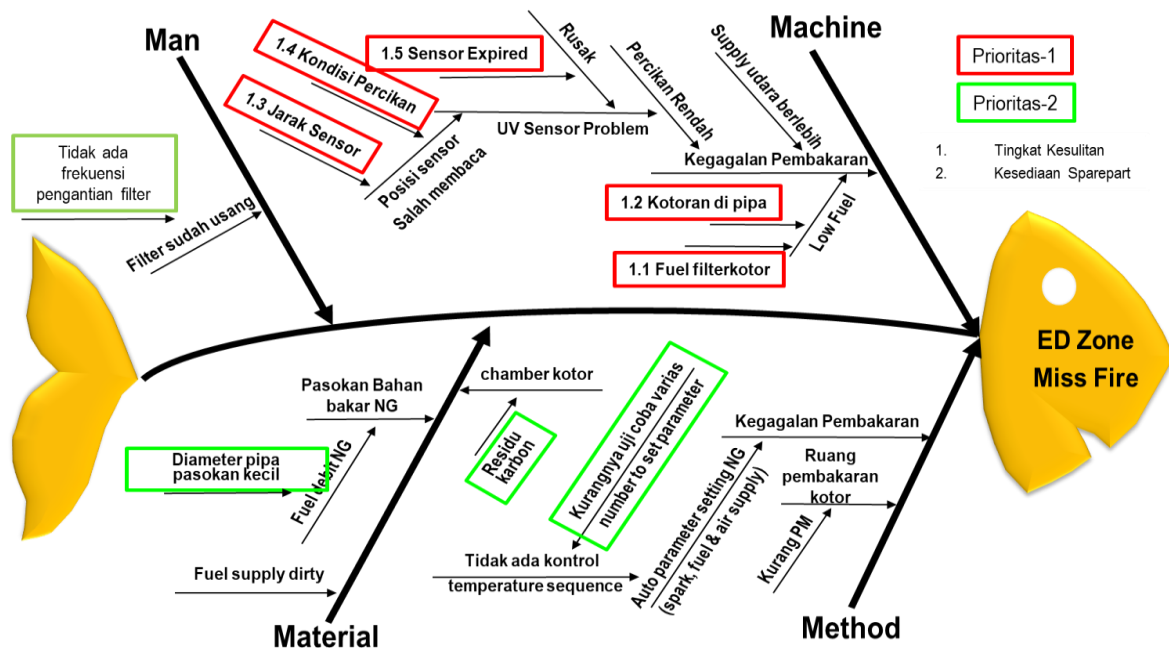 Man
1.4 Kondisi Percikan
1.3 Jarak Sensor
1.5 Sensor Expired
Rusak
UV Sensor Problem
Posisi sensor
Salah membaca
Tidak ada
frekuensi
pengantian filter
Filter sudah usang
Machine
Percikan Rendah
Supply udara berlebih
Kegagalan Pembakaran
1.2 Kotoran di pipa
Low Fuel
1.1 Fuel filterkotor
Prioritas-1
Prioritas-2
1. Tingkat Kesulitan
2. Kesediaan Sparepart
ED Zone
Miss Fire
Pasokan Bahan
bakar NG
chamber kotor
Residu
karbon
Diameter pipa
pasokan kecil
Fuel debit NG
Fuel supply dirty
Material
Kurangnya uji coba varias
number to set parameter
Tidak ada kontrol
temperature sequence
Auto parameter setting NG
(spark, fuel & air supply)
Kegagalan Pembakaran
Ruang
pembakaran
kotor
Kurang PM
Method